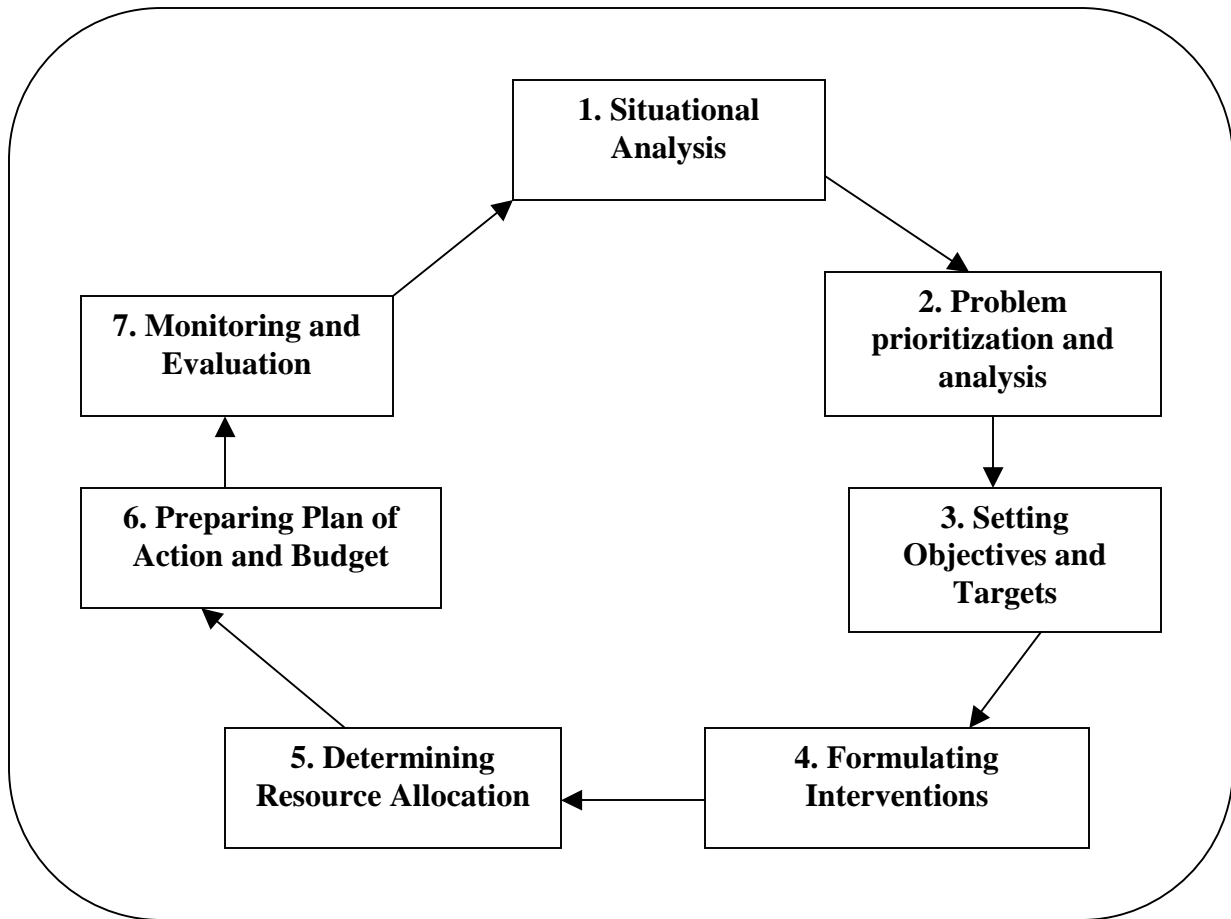 1. Situational
Analysis
2. Problem
prioritization and
analysis
3. Setting
Objectives and
Targets
4. Formulating
Interventions
5. Determining
Resource Allocation
6. Preparing Plan of
Action and Budget
7. Monitoring and
Evaluation